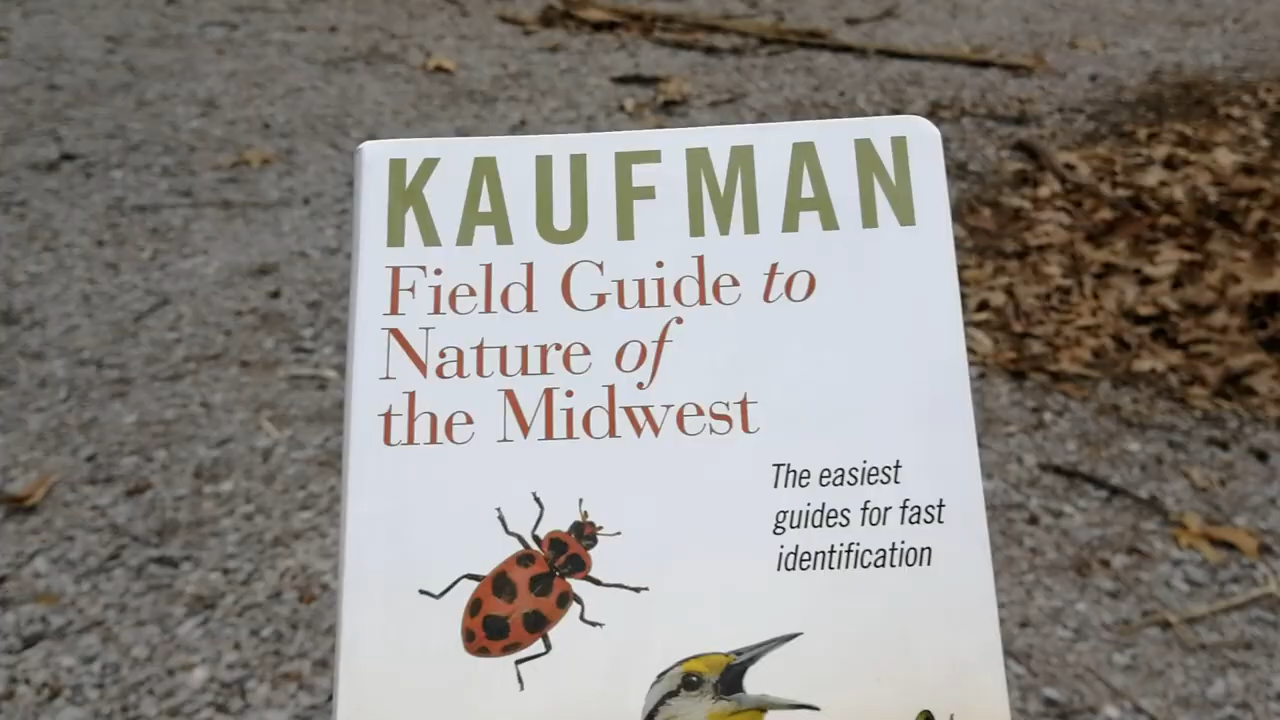 KAUFMAN
Field Guide to
Nature of
the Midwest
The easiest
guides for fast
identification